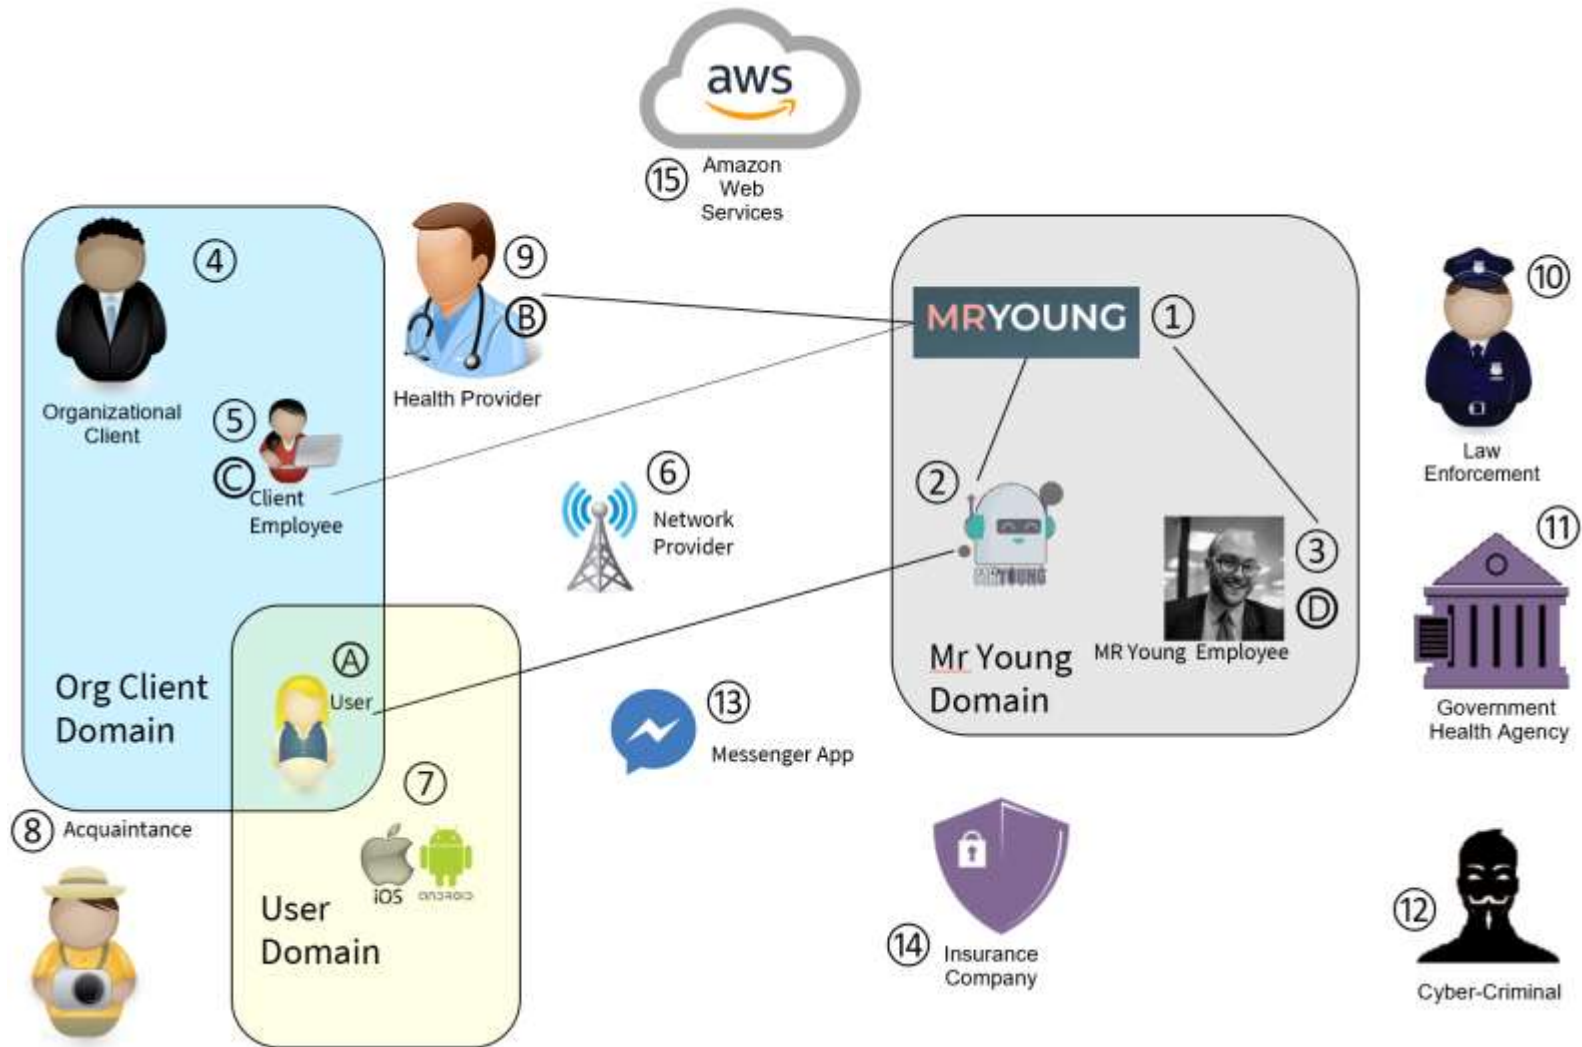 aws
⑮
Amazon
Web
Services
④
Organizational
Client
⑤
Ⓒ
Client
Employee
⑨
Ⓑ
Health Provider
MRYOUNG
①
②
MRYOUNG
③
Ⓓ
MR Young Employee
Mr Young
Domain
⑩
Law
Enforcement
⑥
Network
Provider
⑪
Government
Health Agency
Org Client
Domain
Ⓐ
User
⑬
Messenger App
⑦
iOS
ANDROID
User
Domain
⑧
Acquaintance
⑭
Insurance
Company
⑫
Cyber-Criminal